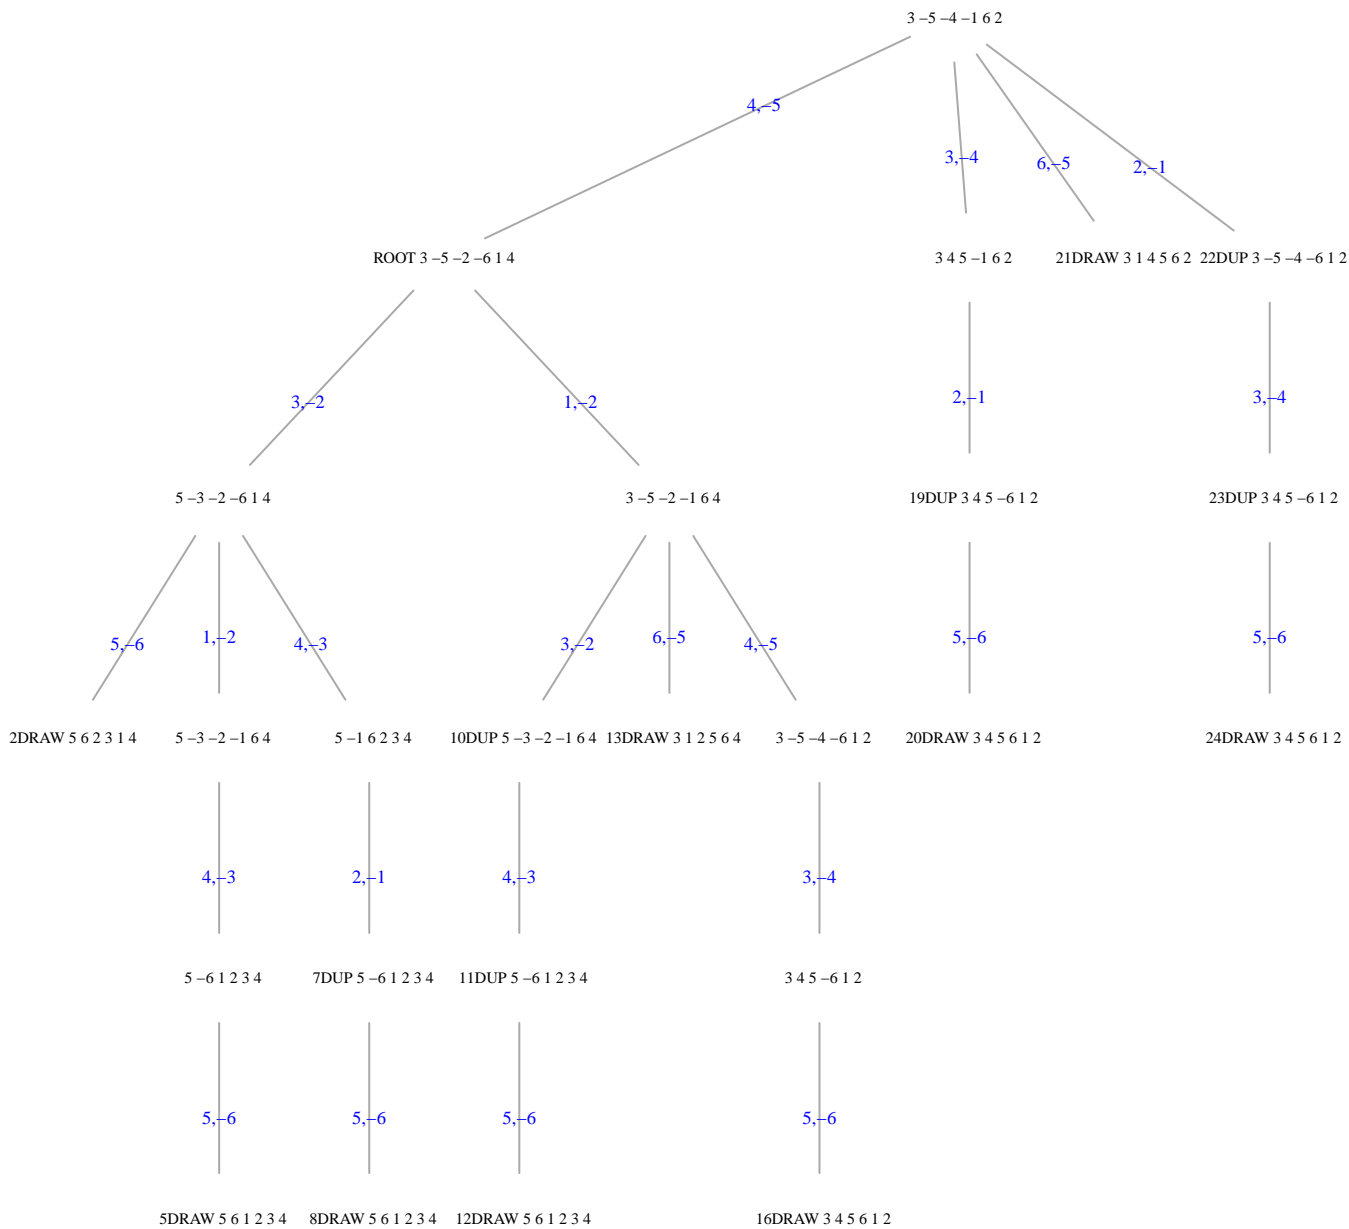 3 –5 –4 –1 6 2
4,–5
3,–4
6,–5
2,–1
ROOT 3 –5 –2 –6 1 4
3 4 5 –1 6 2
21DRAW 3 1 4 5 6 2
22DUP 3 –5 –4 –6 1 2
3,–2
1,–2
2,–1
3,–4
5 –3 –2 –6 1 4
3 –5 –2 –1 6 4
19DUP 3 4 5 –6 1 2
23DUP 3 4 5 –6 1 2
5,–6
1,–2
4,–3
3,–2
6,–5
4,–5
5,–6
5,–6
2DRAW 5 6 2 3 1 4
5 –3 –2 –1 6 4
5 –1 6 2 3 4
10DUP 5 –3 –2 –1 6 4
13DRAW 3 1 2 5 6 4
3 –5 –4 –6 1 2
20DRAW 3 4 5 6 1 2
24DRAW 3 4 5 6 1 2
4,–3
2,–1
4,–3
3,–4
5 –6 1 2 3 4
7DUP 5 –6 1 2 3 4
11DUP 5 –6 1 2 3 4
3 4 5 –6 1 2
5,–6
5,–6
5,–6
5,–6
5DRAW 5 6 1 2 3 4
8DRAW 5 6 1 2 3 4
12DRAW 5 6 1 2 3 4
16DRAW 3 4 5 6 1 2